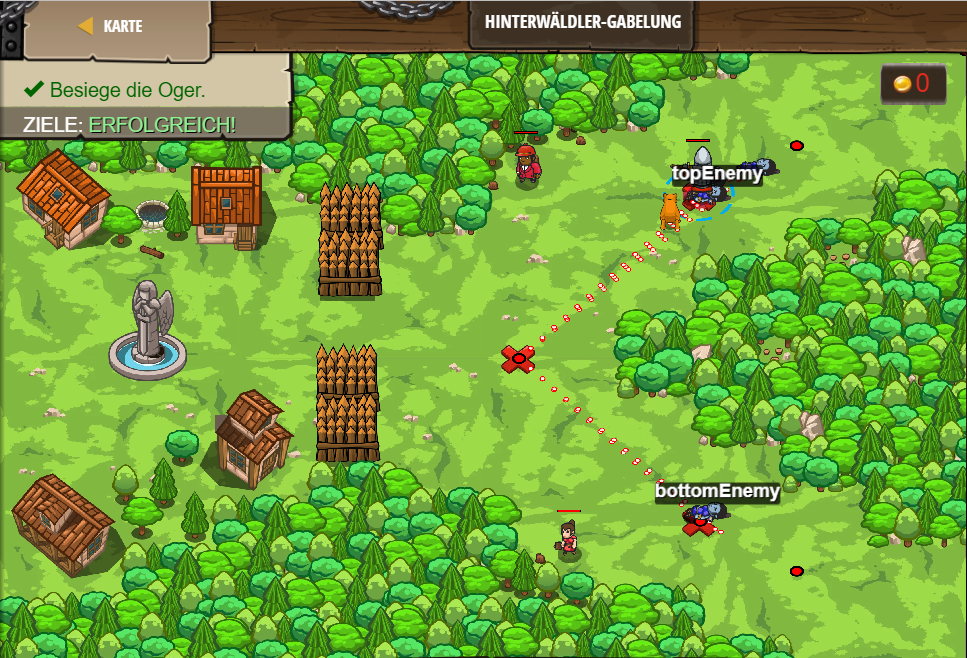 KARTE
HINTERWÄLDLER-GABELUNG
Besiege die Oger.
0
ZIELE: ERFOLGREICH!
topEnemy
bottomEnemy